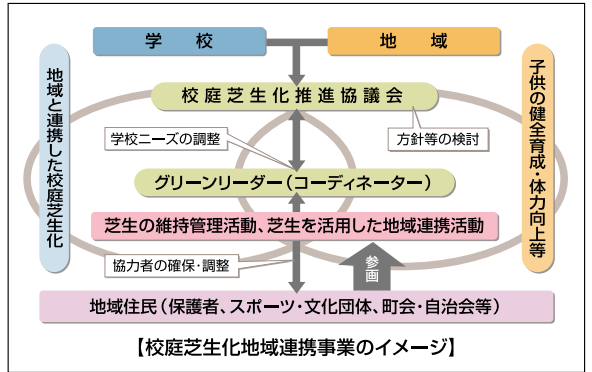 学校
地域
地域と連携した校庭芝生化
子供の健全育成・体力向上等
校庭芝生化推進協議会
学校ニーズの調整
方針等の検討
グリーンリーダー(コーディネーター)
芝生の維持管理活動、芝生を活用した地域連携活動
協力者の確保・調整
参画
地域住民(保護者、スポーツ・文化団体、町会・自治会等)
【校庭芝生化地域連携事業のイメージ】